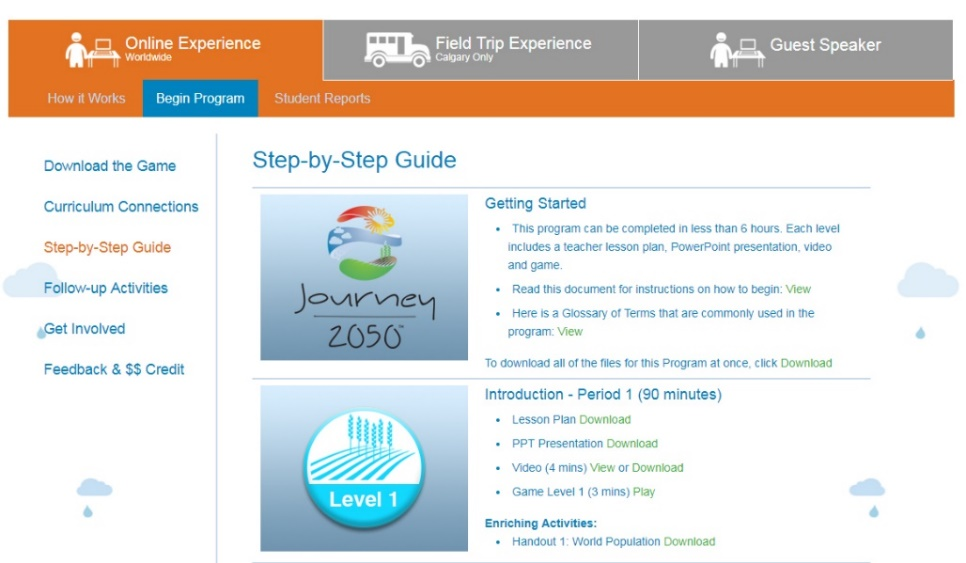 Online Experience
Worldwide
Field Trip Experience
Calgary Only
Guest Speaker
How it Works
Begin Program
Student Reports
Download the Game
Curriculum Connections
Step-by-Step Guide
Follow-up Activities
Get Involved
Feedback & $$ Credit
Step-by-Step Guide
Journey
2050™
Getting Started
• This program can be completed in less than 6 hours. Each level
includes a teacher lesson plan, PowerPoint presentation, video
and game.
• Read this document for instructions on how to begin: View
• Here is a Glossary of Terms that are commonly used in the
program: View
To download all of the files for this Program at once, click Download
Level 1
Introduction - Period 1 (90 minutes)
• Lesson Plan Download
• PPT Presentation Download
• Video (4 mins) View or Download
• Game Level 1 (3 mins) Play
Enriching Activities:
• Handout 1: World Population Download